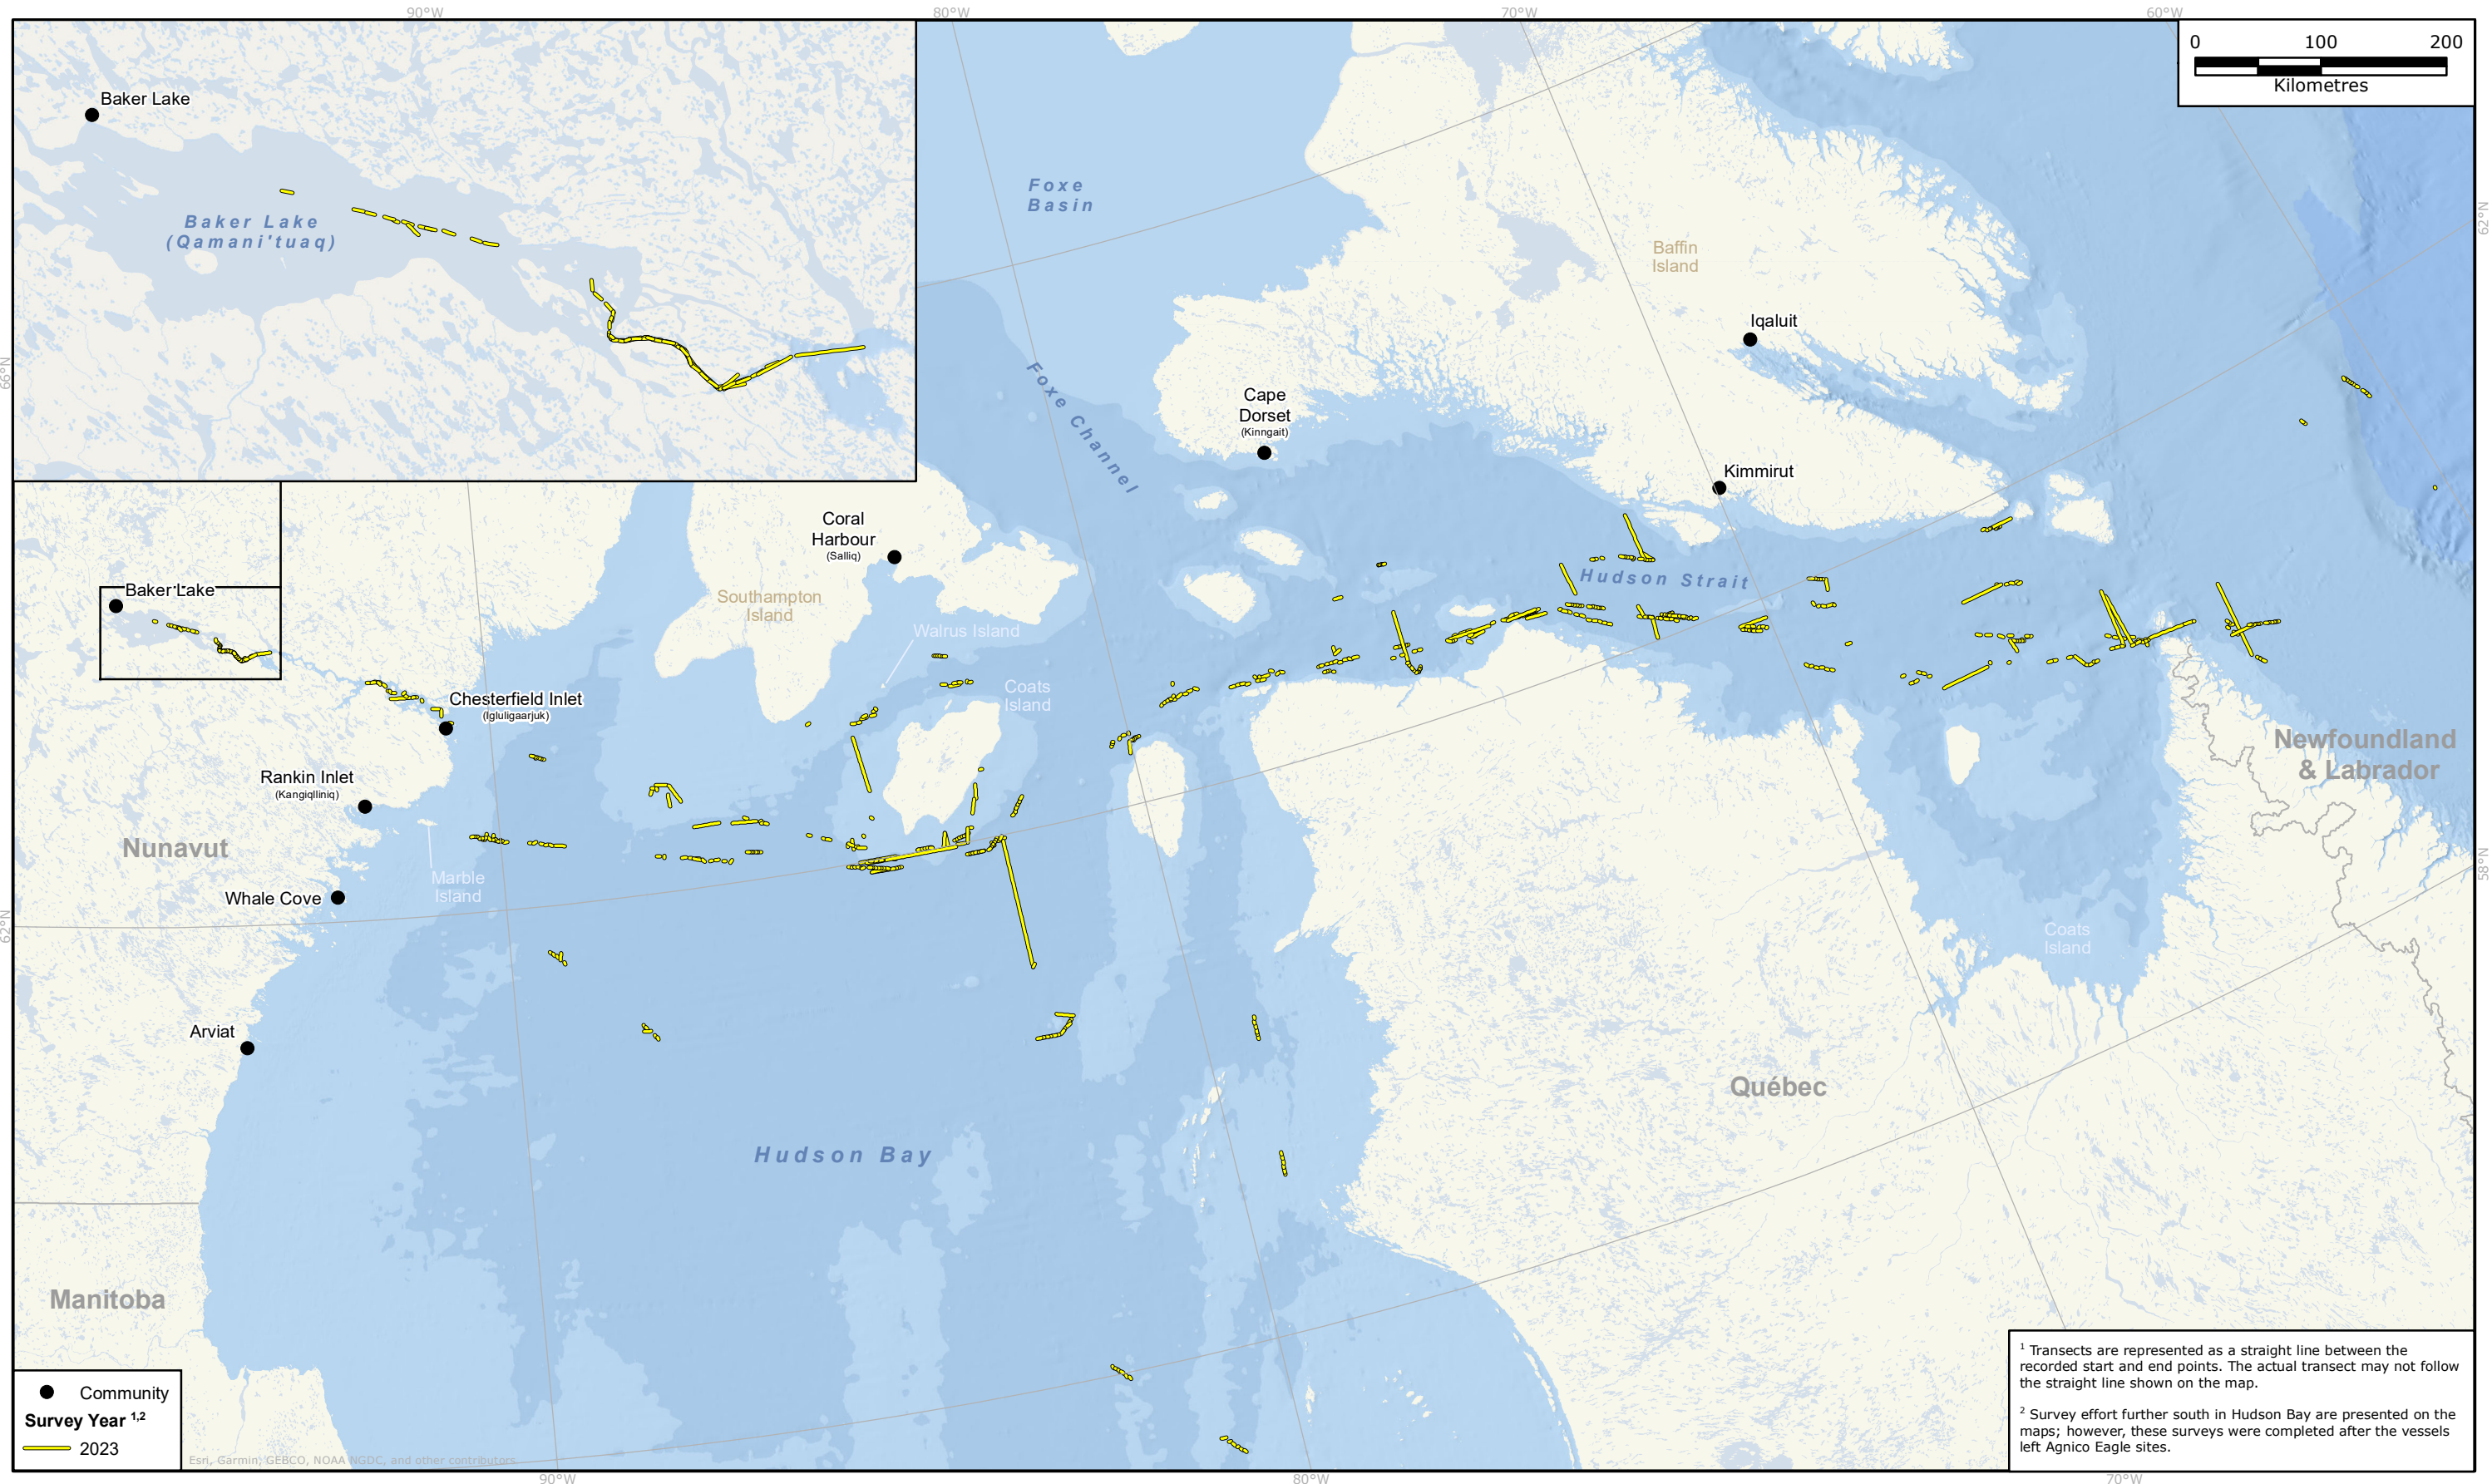 90°W
80°W
70°W
60°W
0 100 200
Kilometres
Baker Lake
Baker Lake
(Qamani'tuaq)
Foxe
Basin
Baffin
Island
62°N
Iqaluit
66°N
Foxe Channel
Cape
Dorset
(Kinngait)
Kimmirut
Coral
Harbour
(Salliq)
Hudson Strait
Baker Lake
Southampton
Island
Walrus Island
Coats
Island
Chesterfield Inlet
(Igluligaarjuk)
Newfoundland
& Labrador
Rankin Inlet
(Kangiqlliniq)
Nunavut
58°N
Marble
Island
Whale Cove
62°N
Coats
Island
Arviat
Québec
Hudson Bay
Manitoba
Community
Survey Year 1,2
2023
Esri, Garmin, GEBCO, NOAA NGDC, and other contributors
1 Transects are represented as a straight line between the
recorded start and end points. The actual transect may not follow
the straight line shown on the map.
2 Survey effort further south in Hudson Bay are presented on the
maps; however, these surveys were completed after the vessels
left Agnico Eagle sites.
90°W
80°W
70°W